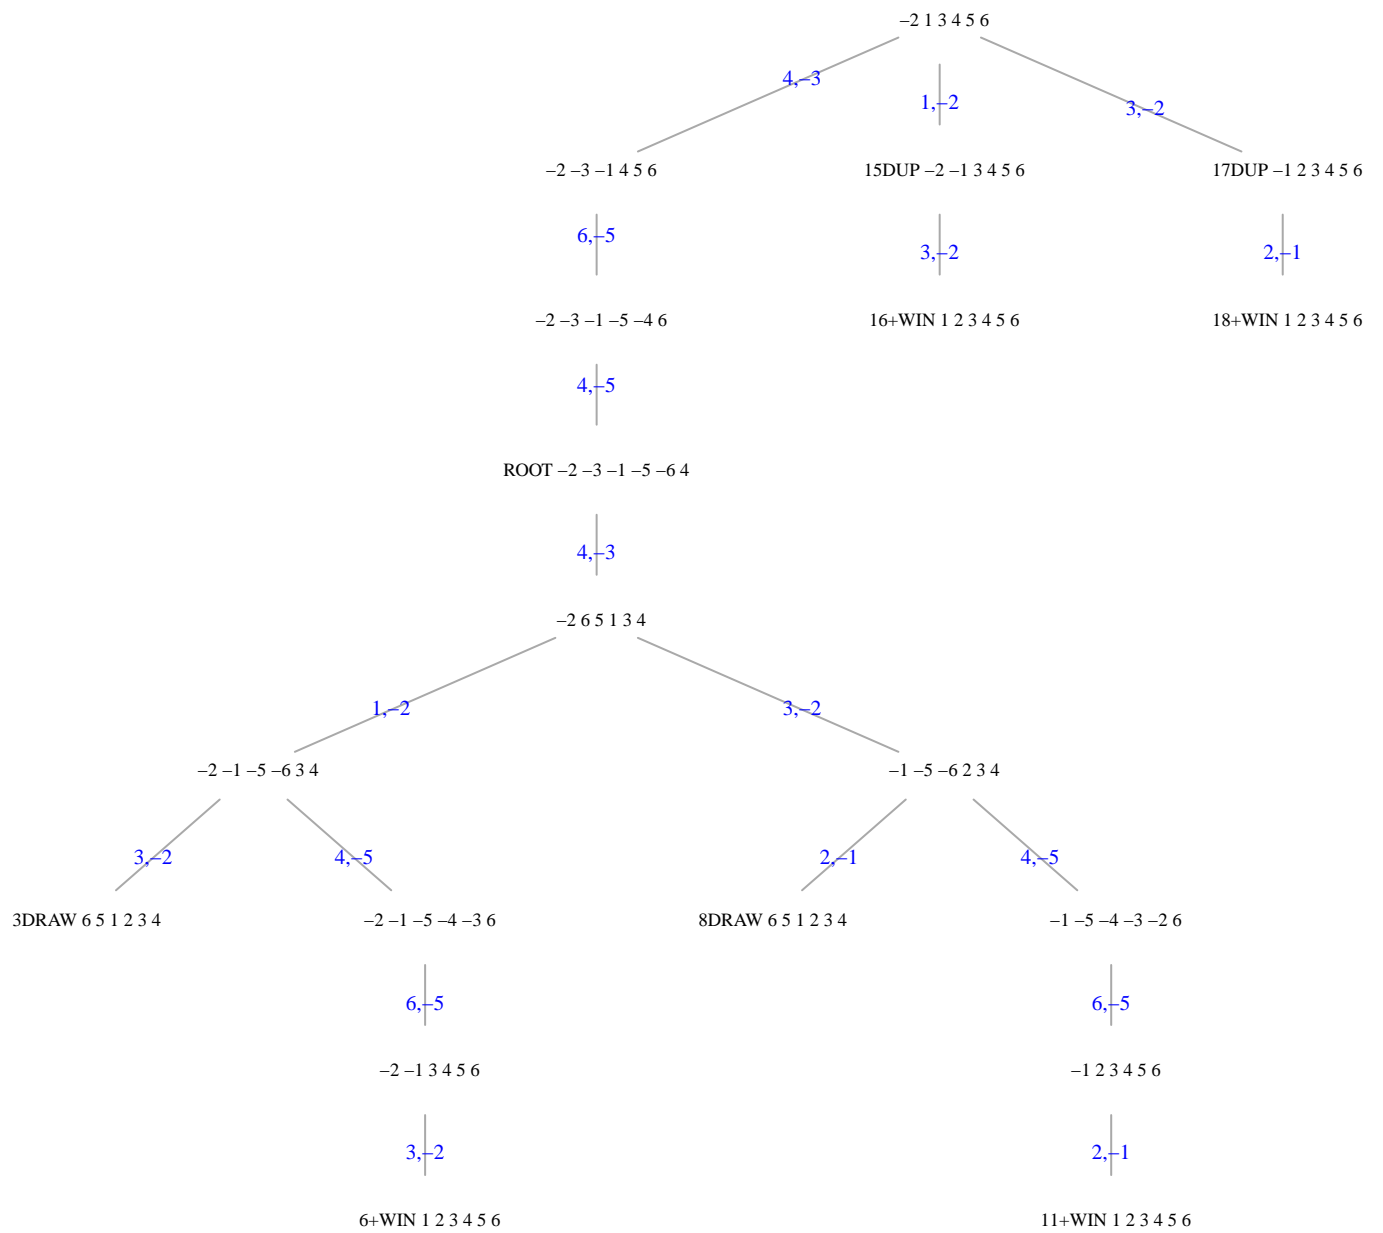 –2 1 3 4 5 6
4,–3
1,–2
3,–2
–2 –3 –1 4 5 6
15DUP –2 –1 3 4 5 6
17DUP –1 2 3 4 5 6
6,–5
3,–2
2,–1
–2 –3 –1 –5 –4 6
16+WIN 1 2 3 4 5 6
18+WIN 1 2 3 4 5 6
4,–5
ROOT –2 –3 –1 –5 –6 4
4,–3
–2 6 5 1 3 4
1,–2
3,–2
–2 –1 –5 –6 3 4
–1 –5 –6 2 3 4
3,–2
4,–5
2,–1
4,–5
3DRAW 6 5 1 2 3 4
–2 –1 –5 –4 –3 6
8DRAW 6 5 1 2 3 4
–1 –5 –4 –3 –2 6
6,–5
6,–5
–2 –1 3 4 5 6
–1 2 3 4 5 6
3,–2
2,–1
6+WIN 1 2 3 4 5 6
11+WIN 1 2 3 4 5 6